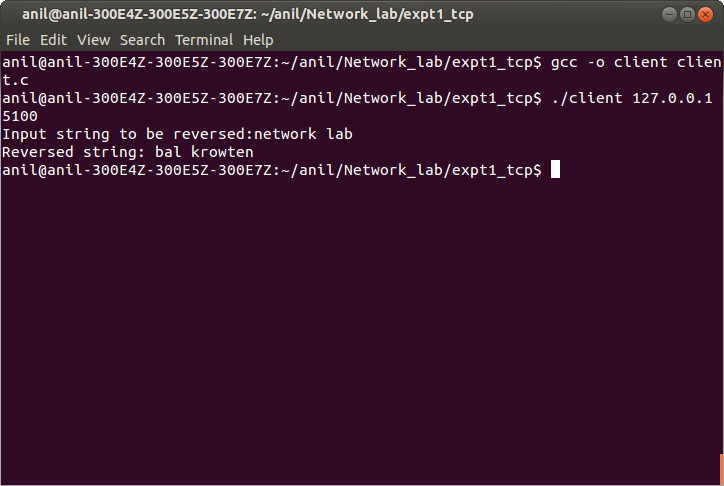 anil@anil-300E4Z-300E5Z-300E7Z: ~/anil/Network_lab/expt1_tcp
File Edit View Search Terminal Help
anil@anil-300E4Z-300E5Z-300E7Z:~/anil/Network_lab/expt1_tcp$ gcc -o client clien
t.c
anil@anil-300E4Z-300E5Z-300E7Z:~/anil/Network_lab/expt1_tcp$ ./client 127.0.0.1
5100
Input string to be reversed:network lab
Reversed string: bal krowten
anil@anil-300E4Z-300E5Z-300E7Z:~/anil/Network_lab/expt1_tcp$